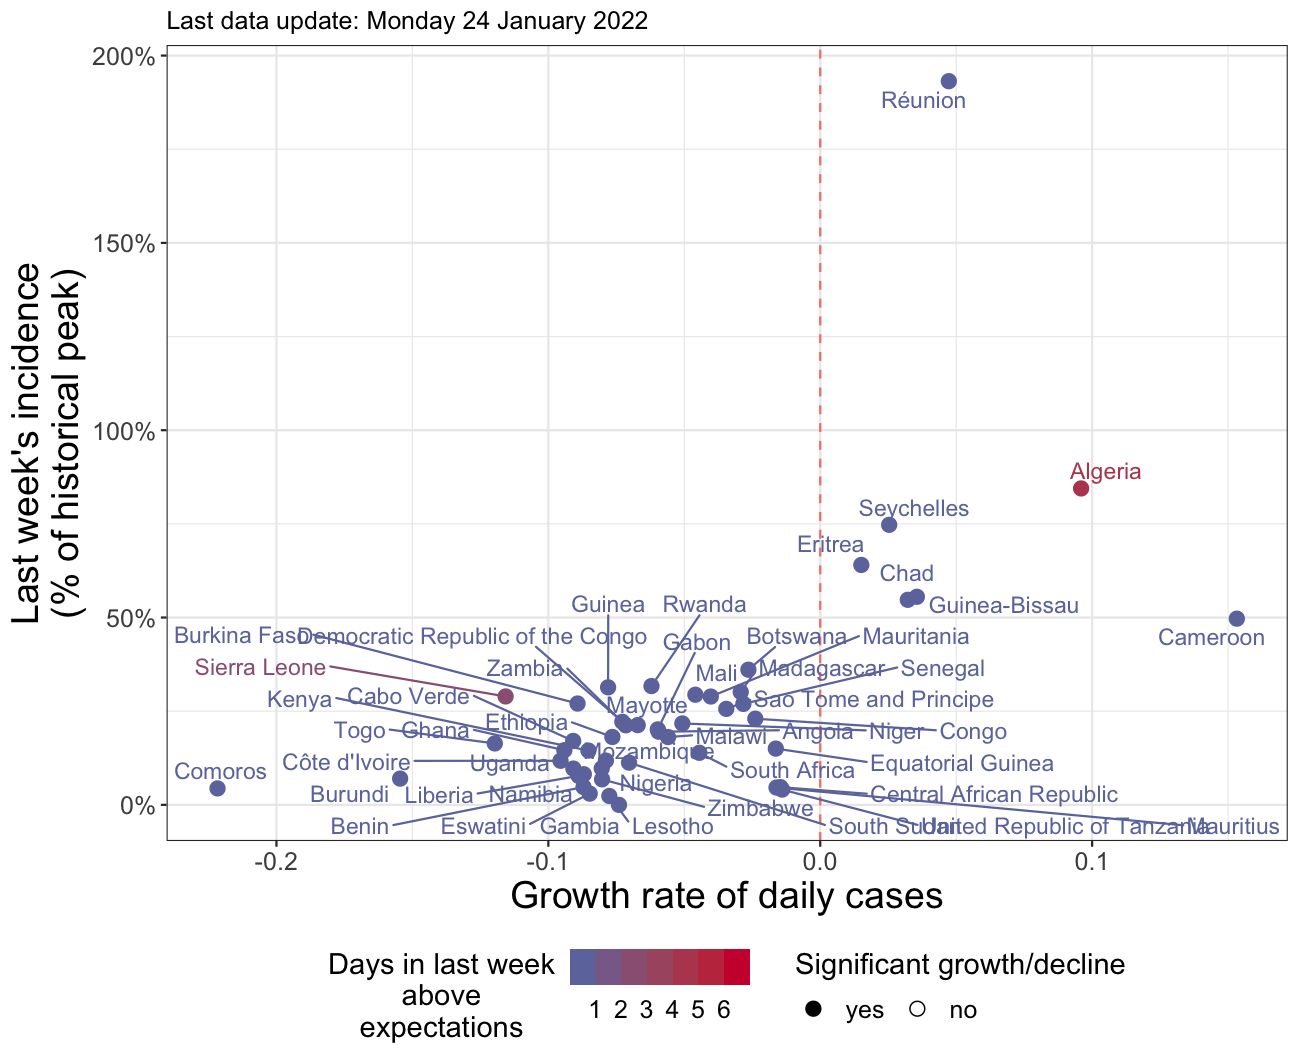 Last data update: Monday 24 January 2022
200%
150%
100%
50%
0%
Last week's incidence
(% of historical peak)
Réunion
Algeria
Seychelles
Eritrea
Chad
Guinea-Bissau
Cameroon
Guinea
Rwanda
Burkina Faso
Democratic Republic of the Congo
Gabon
Botswana
Mauritania
Sierra Leone
Zambia
Mali
Madagascar
Senegal
Kenya
Cabo Verde
Mayotte
Sao Tome and Principe
Togo
Ghana
Ethiopia
Malawi
Angola
Niger
Congo
Côte d'Ivoire
Uganda
Mozambique
South Africa
Equatorial Guinea
Comoros
Burundi
Liberia
Namibia
Nigeria
Zimbabwe
Central African Republic
Benin
Eswatini
Gambia
Lesotho
South Sudan
United Republic of Tanzania
Mauritius
-0.2
-0.1
0.0
0.1
Growth rate of daily cases
Days in last week
above
expectations
1 2 3 4 5 6
Significant growth/decline
yes
no